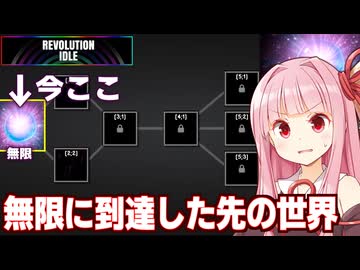 REVOLUTION
IDLE
↓今ここ
無限
[2;2]
[3;1]
[4;1]
[5;1]
[5;2]
[5;3]
無限に到達した先の世界